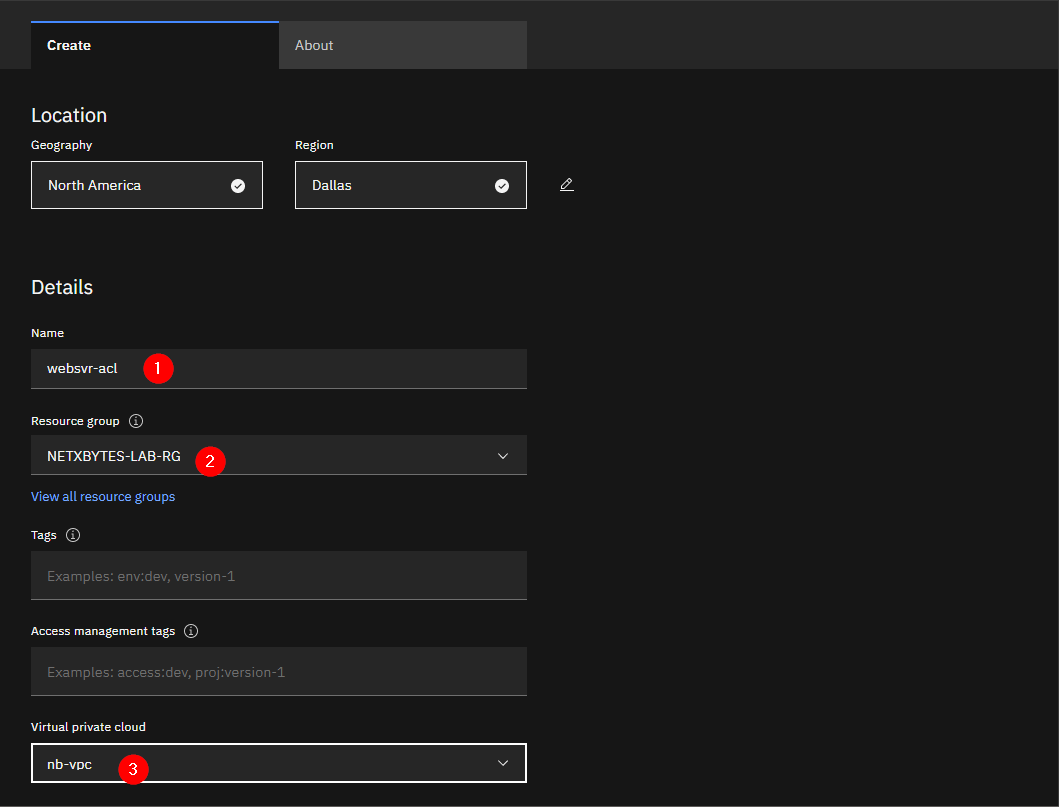 Create
About
Location
Geography
Region
North America
Dallas
Details
Name
websvr-acl
1
Resource group
NETXBYTES-LAB-RG
2
View all resource groups
Tags
Examples: env:dev, version-1
Access management tags
Examples: access:dev, proj:version-1
Virtual private cloud
nb-vpc
3